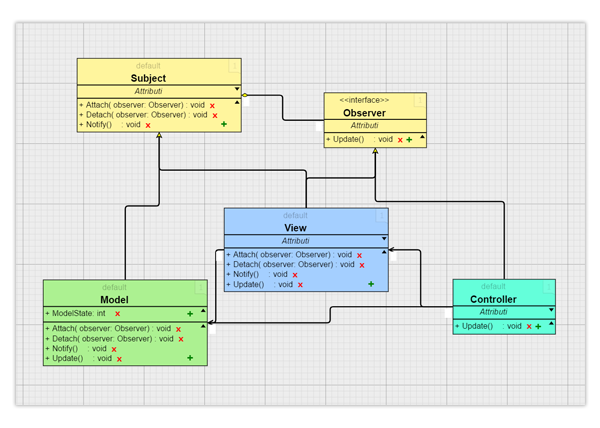 default
Subject
Attributi
+ Attach( observer: Observer) : void x
+ Detach( observer: Observer) : void x
+ Notify() : void x +
<<interface>>
Observer
Attributi
+ Update() : void x +
default
View
Attributi
+ Attach( observer: Observer) : void x
+ Detach( observer: Observer) : void x
+ Notify() : void x
+ Update() : void x +
default
Model
+ ModelState: int x +
+ Attach( observer: Observer) : void x
+ Detach( observer: Observer) : void x
+ Notify() : void x
+ Update() : void x +
default
Controller
Attributi
+ Update() : void x +